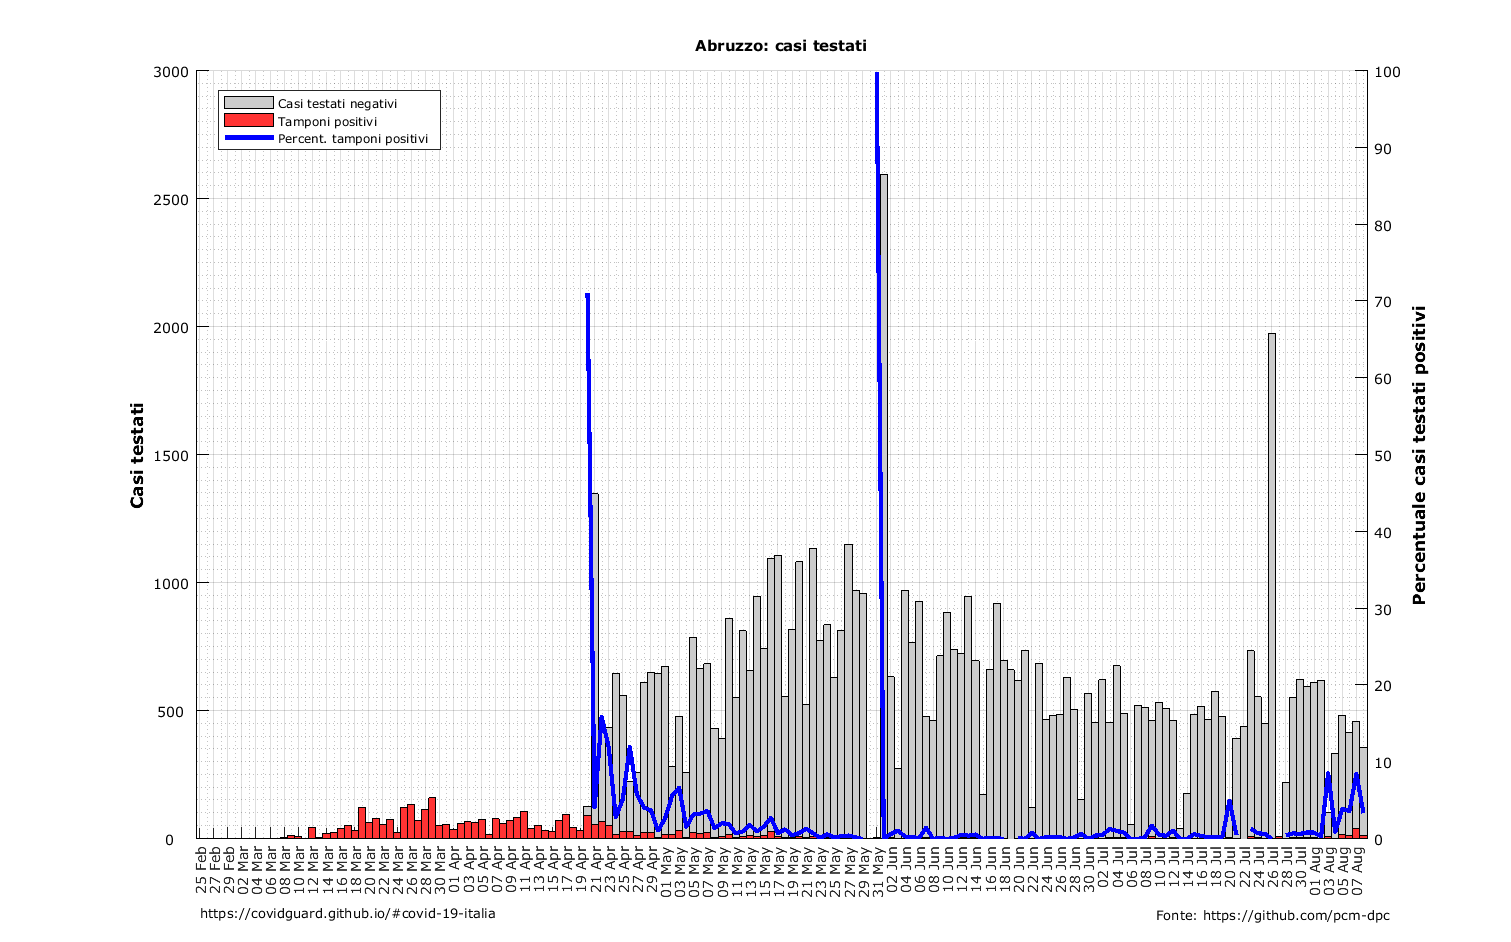 Abruzzo: casi testati
Casi testati negativi
Tamponi positivi
Percent. tamponi positivi
Casi testati
3000
2500
2000
1500
1000
500
0
Percentuale casi testati positivi
100
90
80
70
60
50
40
30
20
10
0
25 Feb
27 Feb
29 Feb
02 Mar
04 Mar
06 Mar
08 Mar
10 Mar
12 Mar
14 Mar
16 Mar
18 Mar
20 Mar
22 Mar
24 Mar
26 Mar
28 Mar
30 Mar
01 Apr
03 Apr
05 Apr
07 Apr
09 Apr
11 Apr
13 Apr
15 Apr
17 Apr
19 Apr
21 Apr
23 Apr
25 Apr
27 Apr
29 Apr
01 May
03 May
05 May
07 May
09 May
11 May
13 May
15 May
17 May
19 May
21 May
23 May
25 May
27 May
29 May
31 May
02 Jun
04 Jun
06 Jun
08 Jun
10 Jun
12 Jun
14 Jun
16 Jun
18 Jun
20 Jun
22 Jun
24 Jun
26 Jun
28 Jun
30 Jun
02 Jul
04 Jul
06 Jul
08 Jul
10 Jul
12 Jul
14 Jul
16 Jul
18 Jul
20 Jul
22 Jul
24 Jul
26 Jul
28 Jul
30 Jul
01 Aug
03 Aug
05 Aug
07 Aug
https://covidguard.github.io/#covid-19-italia
Fonte: https://github.com/pcm-dpc